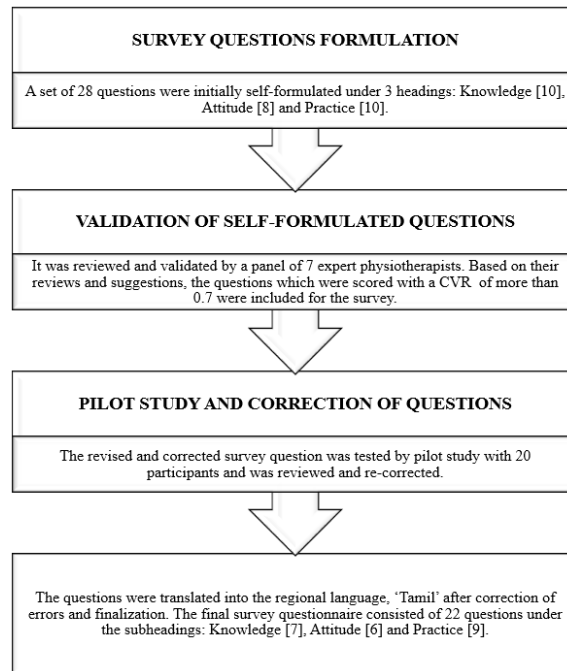 SURVEY QUESTIONS FORMULATION
A set of 28 questions were initially self-formulated under 3 headings: Knowledge [10],
Attitude [8] and Practice [10].
VALIDATION OF SELF-FORMULATED QUESTIONS
It was reviewed and validated by a panel of 7 expert physiotherapists. Based on their
reviews and suggestions, the questions which were scored with a CVR of more than
0.7 were included for the survey.
PILOT STUDY AND CORRECTION OF QUESTIONS
The revised and corrected survey question was tested by pilot study with 20
participants and was reviewed and re-corrected.
The questions were translated into the regional language, ‘Tamil’ after correction of
errors and finalization. The final survey questionnaire consisted of 22 questions under
the subheadings: Knowledge [7], Attitude [6] and Practice [9].